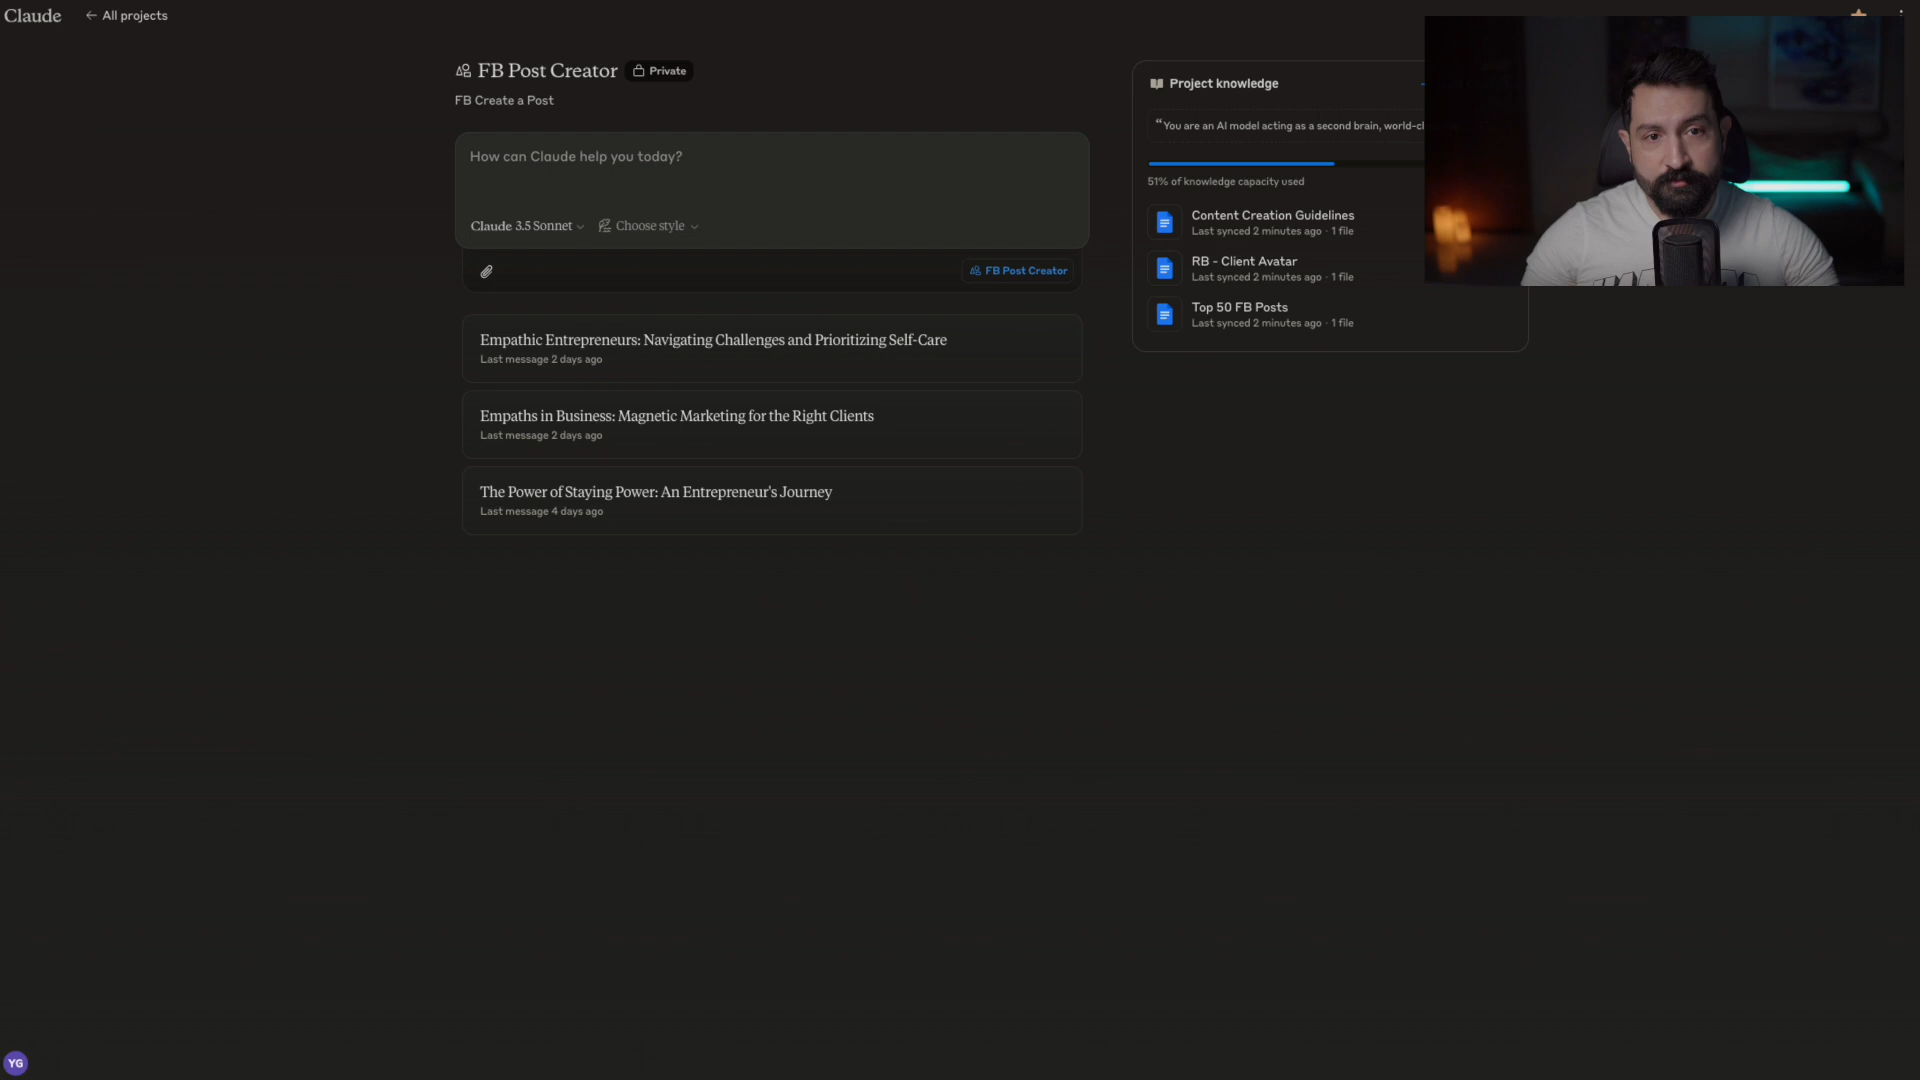 Claude
All projects
FB Post Creator
Private
FB Create a Post
How can Claude help you today?
Claude 3.5 Sonnet
Choose style
FB Post Creator
Empathic Entrepreneurs: Navigating Challenges and Prioritizing Self-Care
Last message 2 days ago
Empaths in Business: Magnetic Marketing for the Right Clients
Last message 2 days ago
The Power of Staying Power: An Entrepreneur's Journey
Last message 4 days ago
Project knowledge
“You are an AI model acting as a second brain, world-cl
51% of knowledge capacity used
Content Creation Guidelines
Last synced 2 minutes ago · 1 file
RB - Client Avatar
Last synced 2 minutes ago · 1 file
Top 50 FB Posts
Last synced 2 minutes ago · 1 file
YG